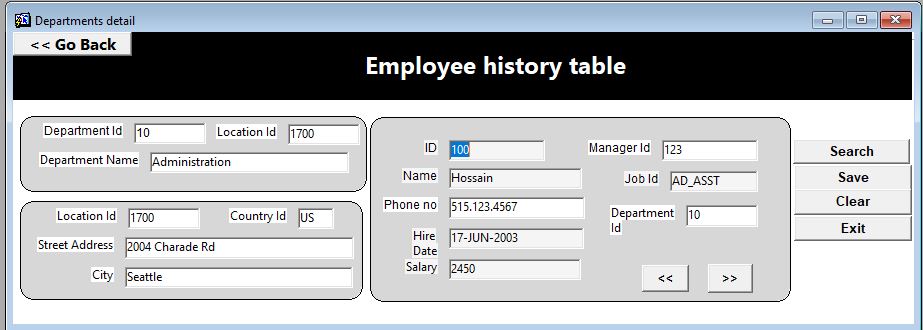 Departments detail
<< Go Back
Employee history table
Department Id 10 Location Id 1700
Department Name Administration
Location Id 1700 Country Id US
Street Address 2004 Charade Rd
City Seattle
ID 100 Manager Id 123
Name Hossain Job Id AD_ASST
Phone no 515.123.4567 Department Id 10
Hire Date 17-JUN-2003
Salary 2450
<< >>
Search
Save
Clear
Exit